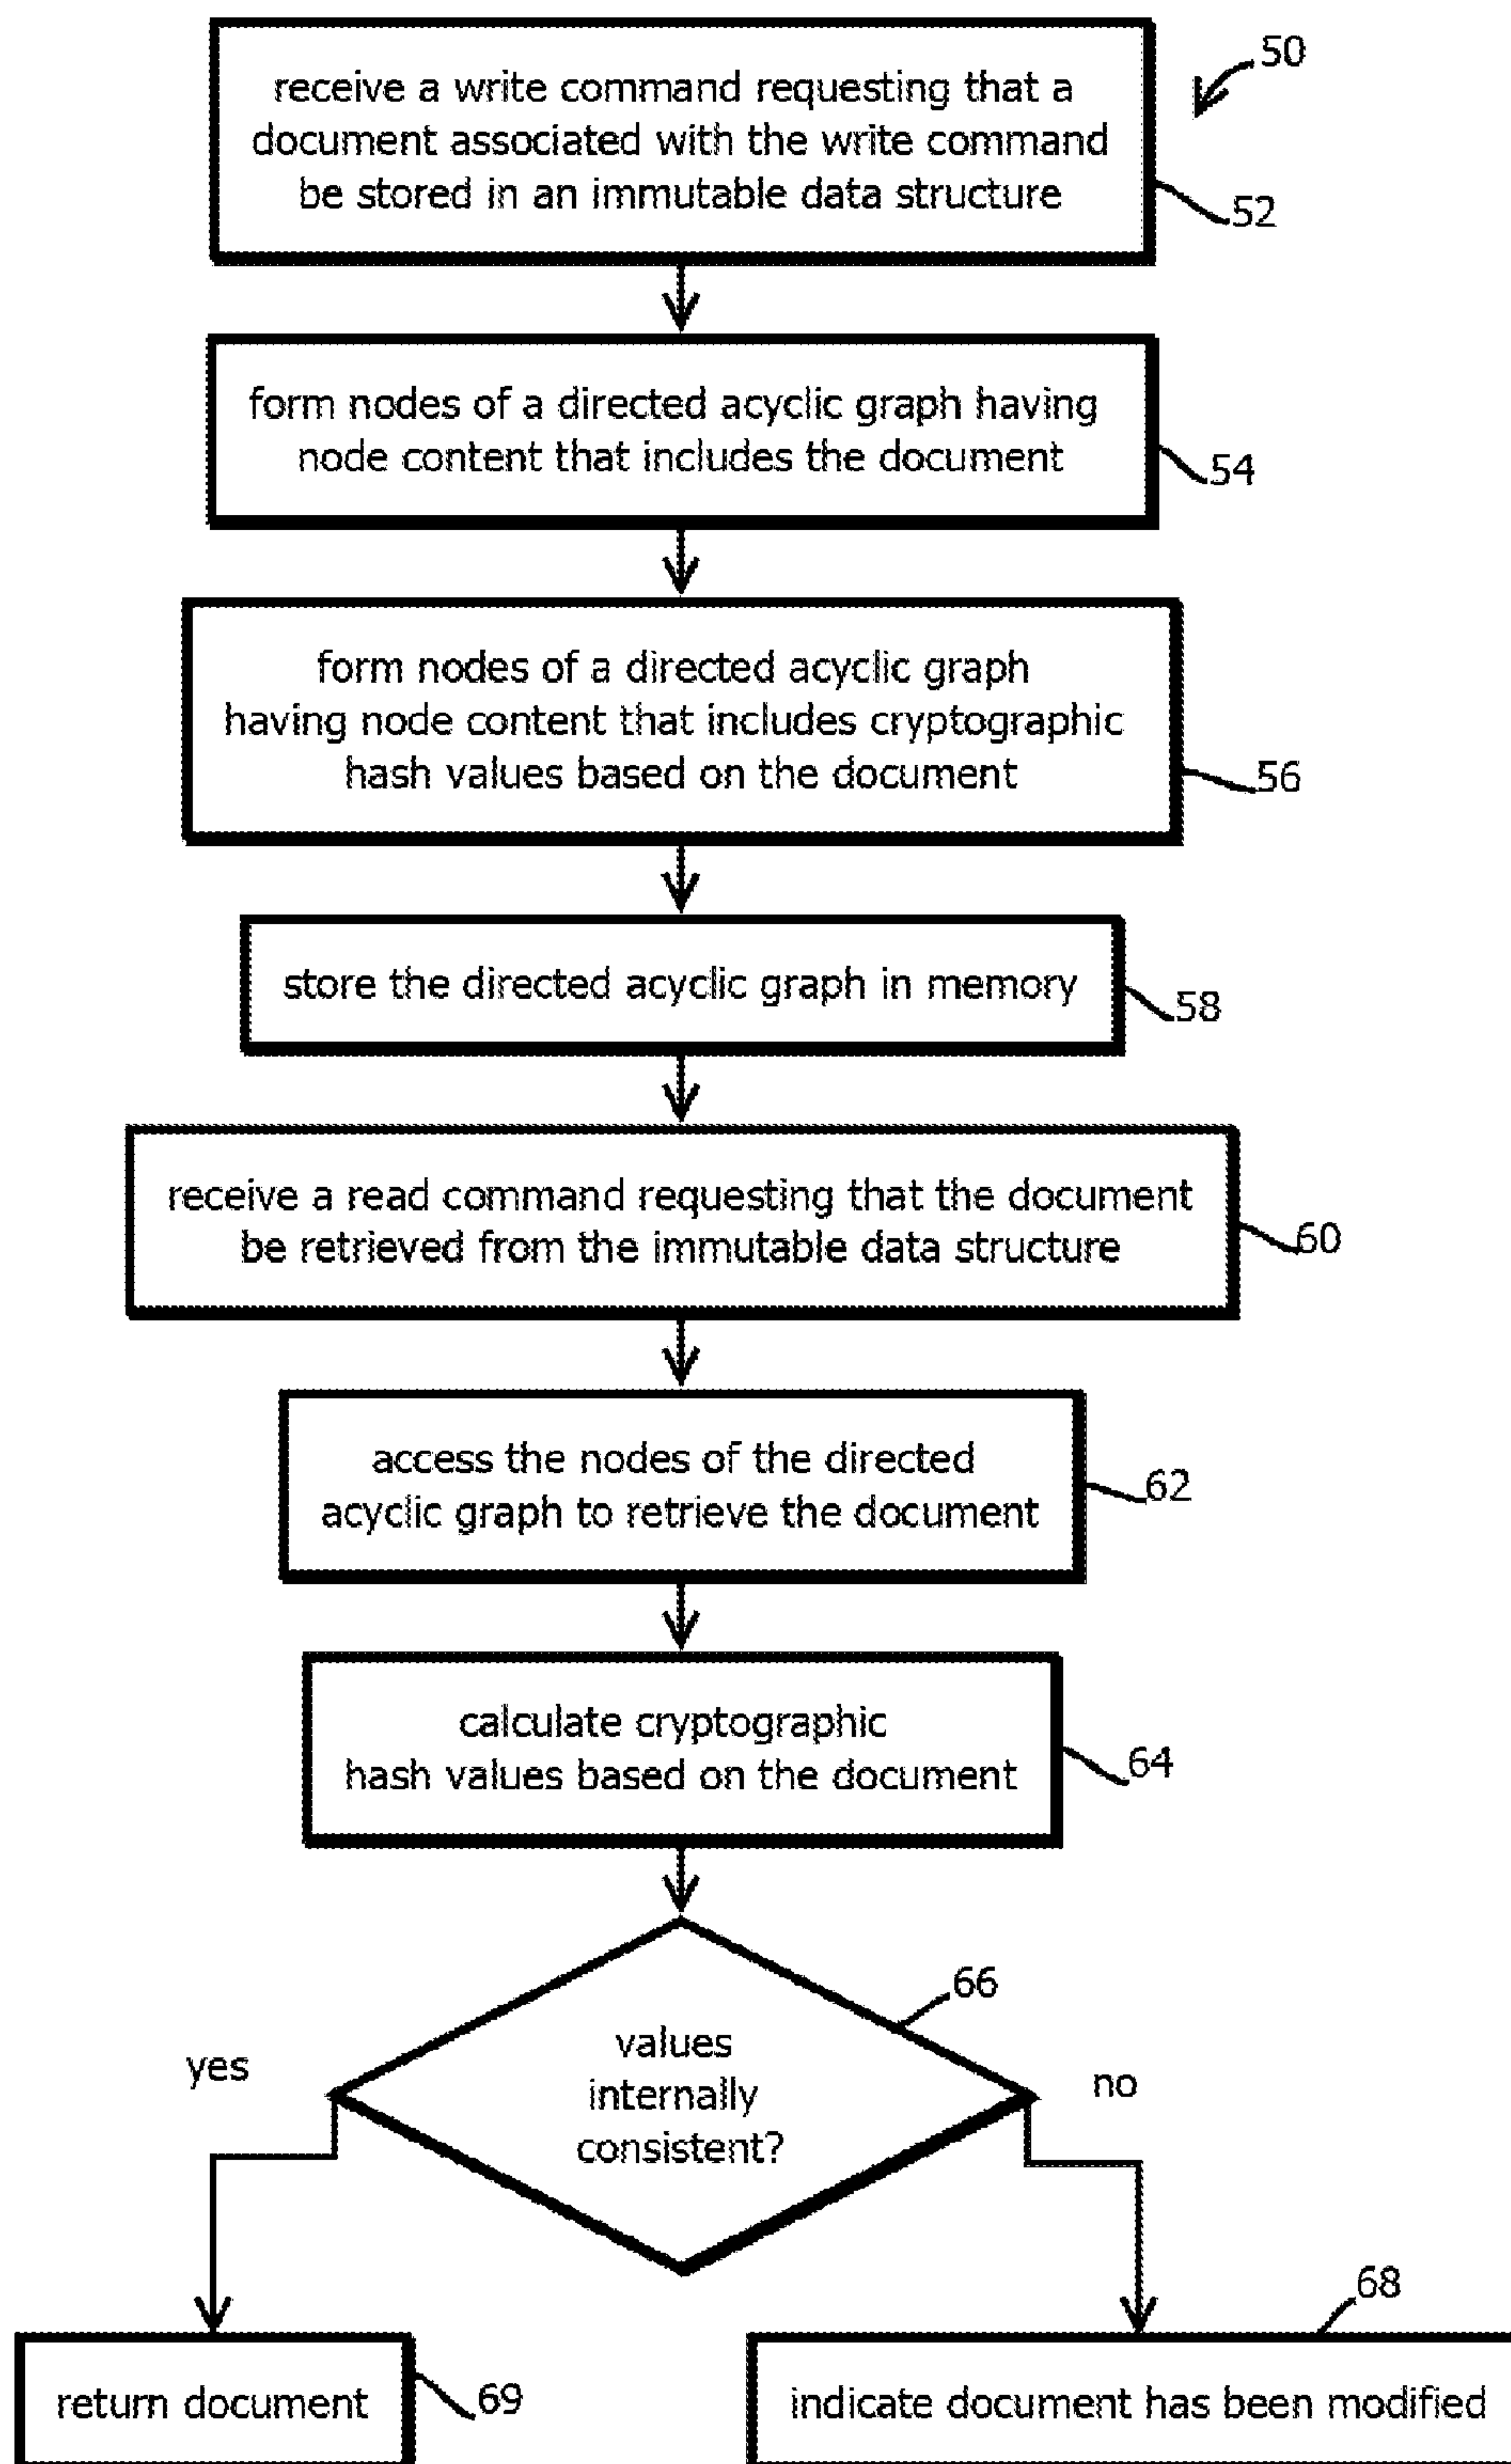 50
receive a write command requesting that a
document associated with the write command
be stored in an immutable data structure
52
form nodes of a directed acyclic graph having
node content that includes the document
54
form nodes of a directed acyclic graph
having node content that includes cryptographic
hash values based on the document
56
store the directed acyclic graph in memory
58
receive a read command requesting that the document
be retrieved from the immutable data structure
60
access the nodes of the directed
acyclic graph to retrieve the document
62
calculate cryptographic
hash values based on the document
64
66
values
internally
consistent?
yes
no
68
return document
69
indicate document has been modified